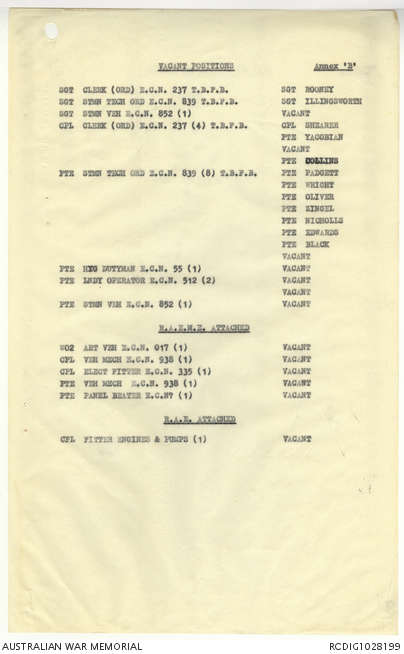 VACANT POSITIONS Annex 'B'
SGT CLERK (ORD) E.C.N. 237 T.B.F.B. SGT ROONEY
SGT STMN TECH ORD E.C.N. 839 T.B.F.B. SGT ILLINGSWORTH
SGT STMN VEH E.C.N. 852 (1) VACANT
CPL CLERK (ORD) E.C.N. 237 (4) T.B.F.B. CPL SHEARER
PTE YACOBIAN
VACANT
PTE COLLINS
PTE STMN TECH ORD E.C.N. 839 (8) T.B.F.B. PTE PADGETT
PTE WRIGHT
PTE OLIVER
PTE ZINGEL
PTE NICHOLLS
PTE EDWARDS
PTE BLACK
VACANT
PTE HYG DUTYMAN E.C.N. 55 (1) VACANT
PTE LNDY OPERATOR E.C.N. 512 (2) VACANT
VACANT
PTE STMN VEH E.C.N. 852 (1) VACANT
R.A.E.M.E. ATTACHED
WO2 ART VEH E.C.N. 017 (1) VACANT
CPL VEH MECH E.C.N. 938 (1) VACANT
CPL ELECT FITTER E.C.N. 335 (1) VACANT
PTE VEH MECH E.C.N. 938 (1) VACANT
PTE PANEL BEATER E.C.N7 (1) VACANT
R.A.E. ATTACHED
CPL FITTER ENGINES & PUMPS (1) VACANT
AUSTRALIAN WAR MEMORIAL RCDIG1028199